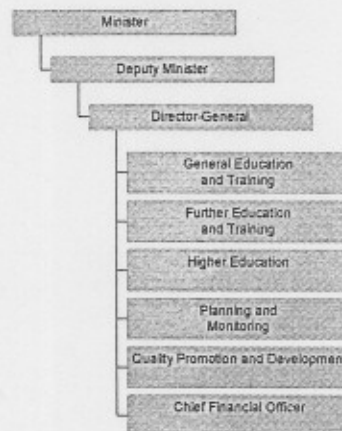 Minister
Deputy Minister
Director-General
General Education
and Training
Further Education
and Training
Higher Education
Planning and
Monitoring
Quality Promotion and Development
Chief Financial Officer